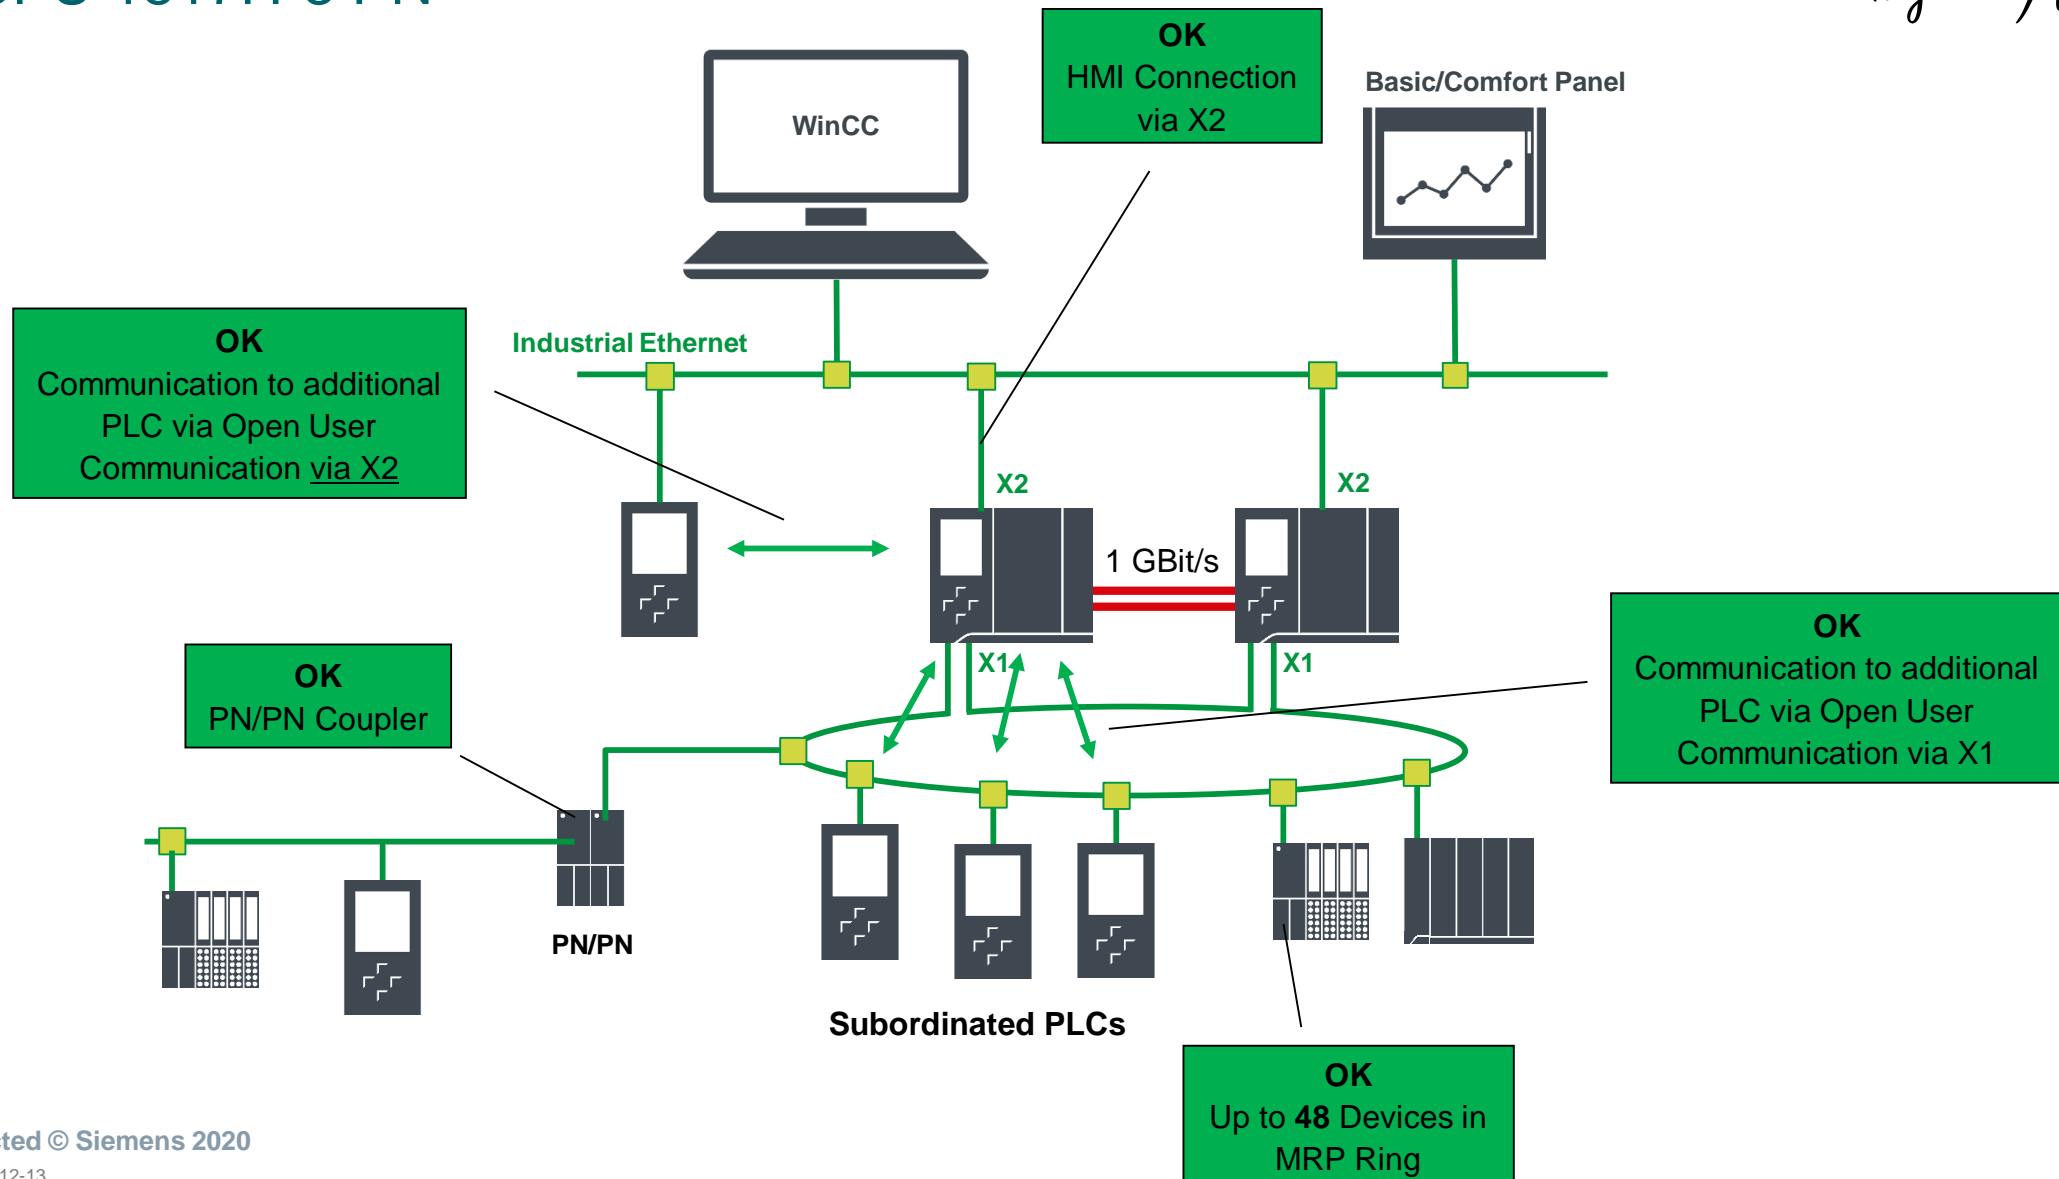 OK
HMI Connection
via X2
Basic/Comfort Panel
WinCC
OK
Communication to additional
PLC via Open User
Communication via X2
Industrial Ethernet
X2
X2
1 GBit/s
OK
Communication to additional
PLC via Open User
Communication via X1
OK
PN/PN Coupler
X1
X1
PN/PN
Subordinated PLCs
OK
Up to 48 Devices in
MRP Ring
© Siemens 2020
12-13